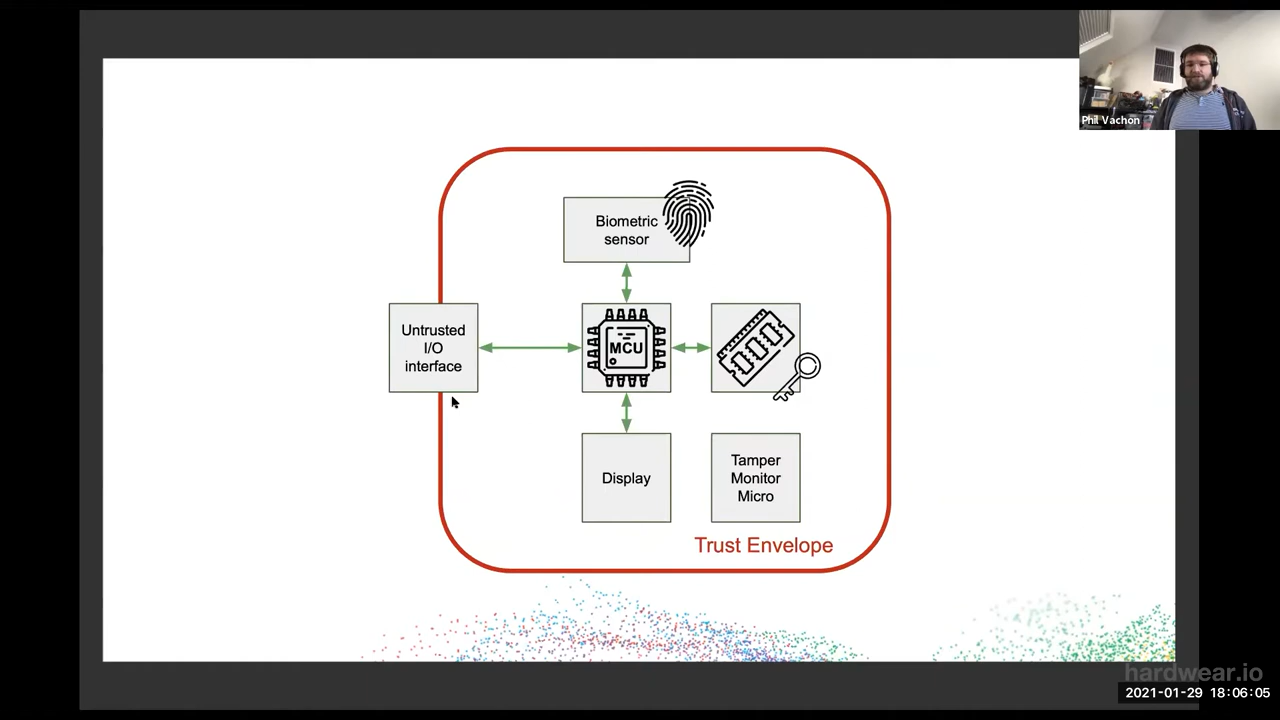 Phil Vachon
Biometric
sensor
Untrusted
I/O
interface
MCU
Display
Tamper
Monitor
Micro
Trust Envelope
hardwear.io
2021-01-29 18:06:05